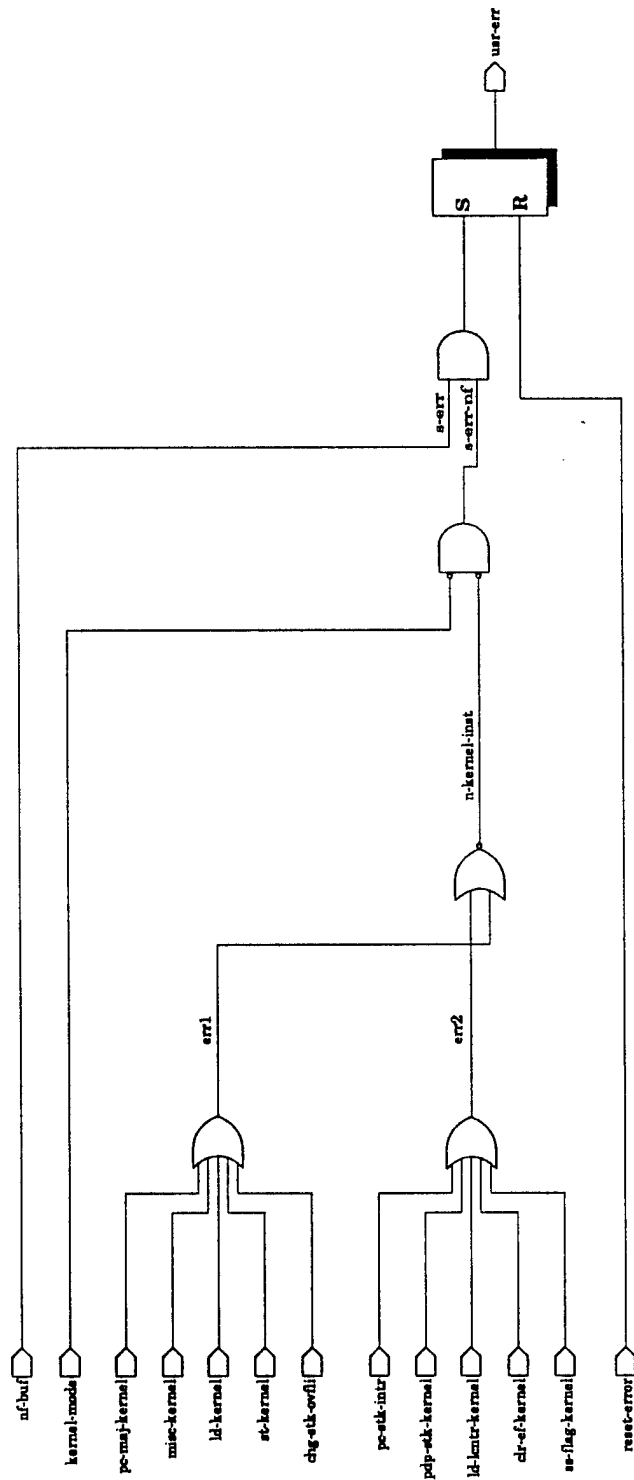 nf-buf
kernel-mode
pc-maj-kernel
misc-kernel
ld-kernel
st-kernel
chg-stk-ovfli
pc-stk-intr
pdp-stk-kernel
ld-kntr-kernel
clr-ef-kernel
ss-flag-kernel
reset-error
err1
err2
n-kernel-inst
s-err
s-err-nf
S
R
usr-err